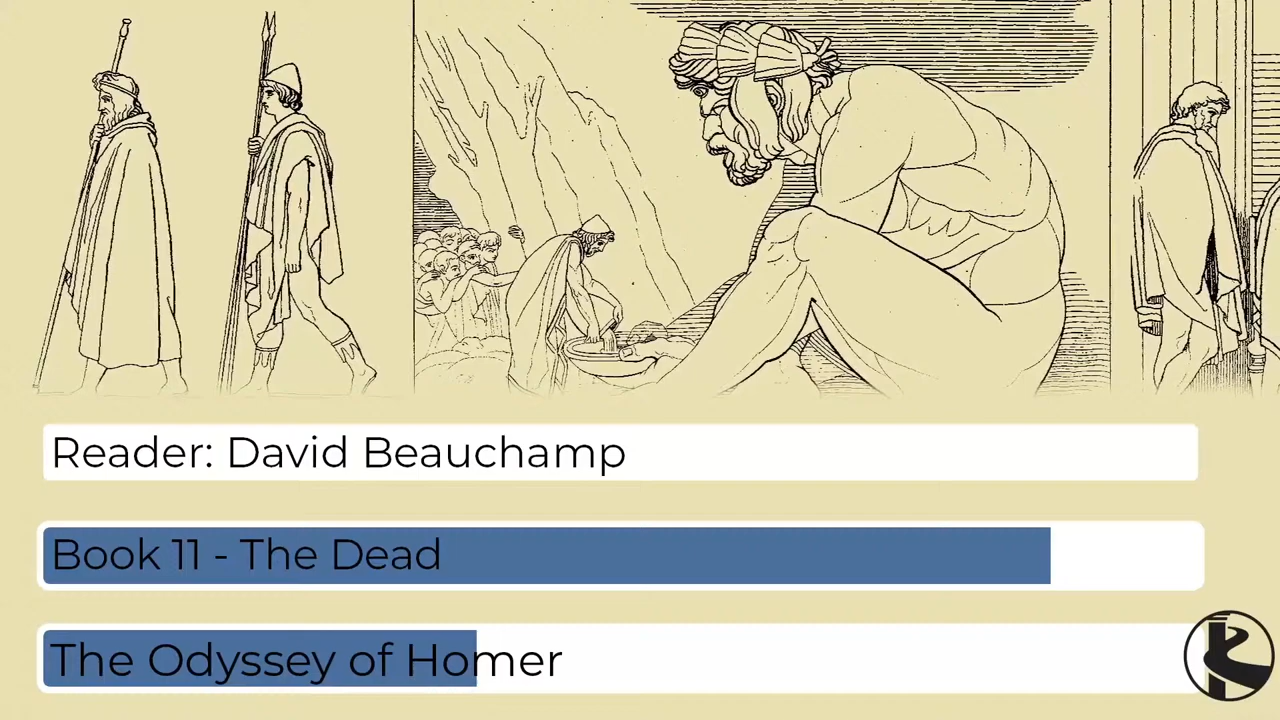 Reader: David Beauchamp
Book 11 - The Dead
The Odyssey of Homer